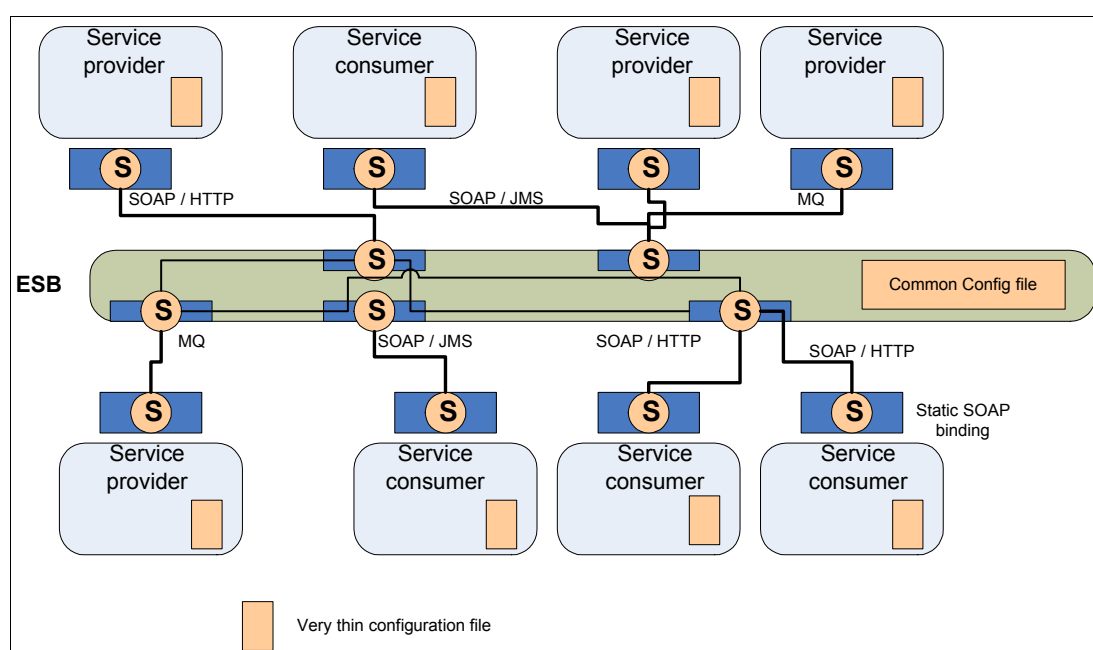 Service
provider
Service
consumer
Service
provider
Service
provider
S
S
S
S
SOAP / HTTP
SOAP / JMS
MQ
ESB
S
S
Common Config file
S
S
S
MQ
SOAP / JMS
SOAP / HTTP
SOAP / HTTP
S
S
S
S
Static SOAP
binding
Service
provider
Service
consumer
Service
consumer
Service
consumer
Very thin configuration file